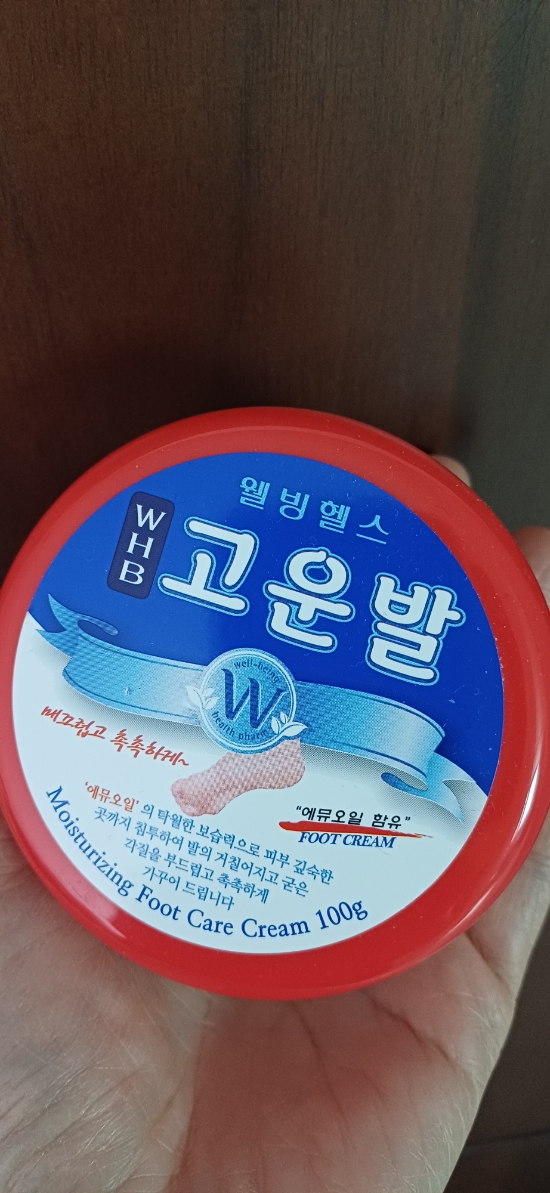 웰빙헬스
WHB
고운발
well-being
W
health pharm
매끄럽고 촉촉하게~
'에뮤오일'의 탁월한 보습력으로 피부 깊숙한
곳까지 침투하여 발의 거칠어지고 굳은
각질을 부드럽고 촉촉하게
가꾸어 드립니다
"에뮤오일 함유"
FOOT CREAM
Moisturizing Foot Care Cream 100g